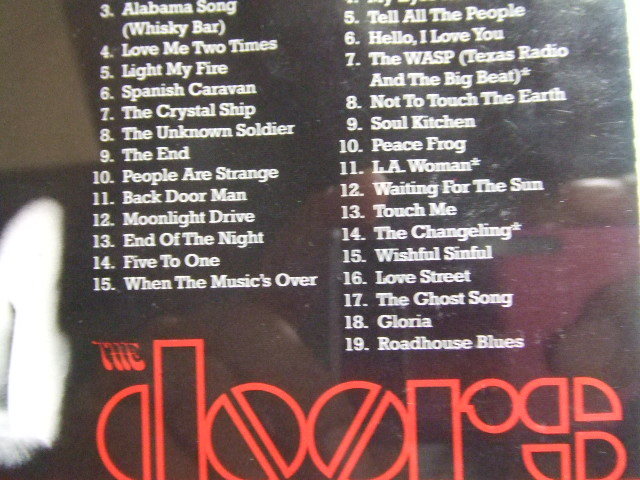 3. Alabama Song
(Whisky Bar)
4. Love Me Two Times
5. Light My Fire
6. Spanish Caravan
7. The Crystal Ship
8. The Unknown Soldier
9. The End
10. People Are Strange
11. Back Door Man
12. Moonlight Drive
13. End Of The Night
14. Five To One
15. When The Music's Over
5. Tell All The People
6. Hello, I Love You
7. The WASP (Texas Radio
And The Big Beat)*
8. Not To Touch The Earth
9. Soul Kitchen
10. Peace Frog
11. L.A. Woman*
12. Waiting For The Sun
13. Touch Me
14. The Changeling*
15. Wishful Sinful
16. Love Street
17. The Ghost Song
18. Gloria
19. Roadhouse Blues
THE
doors